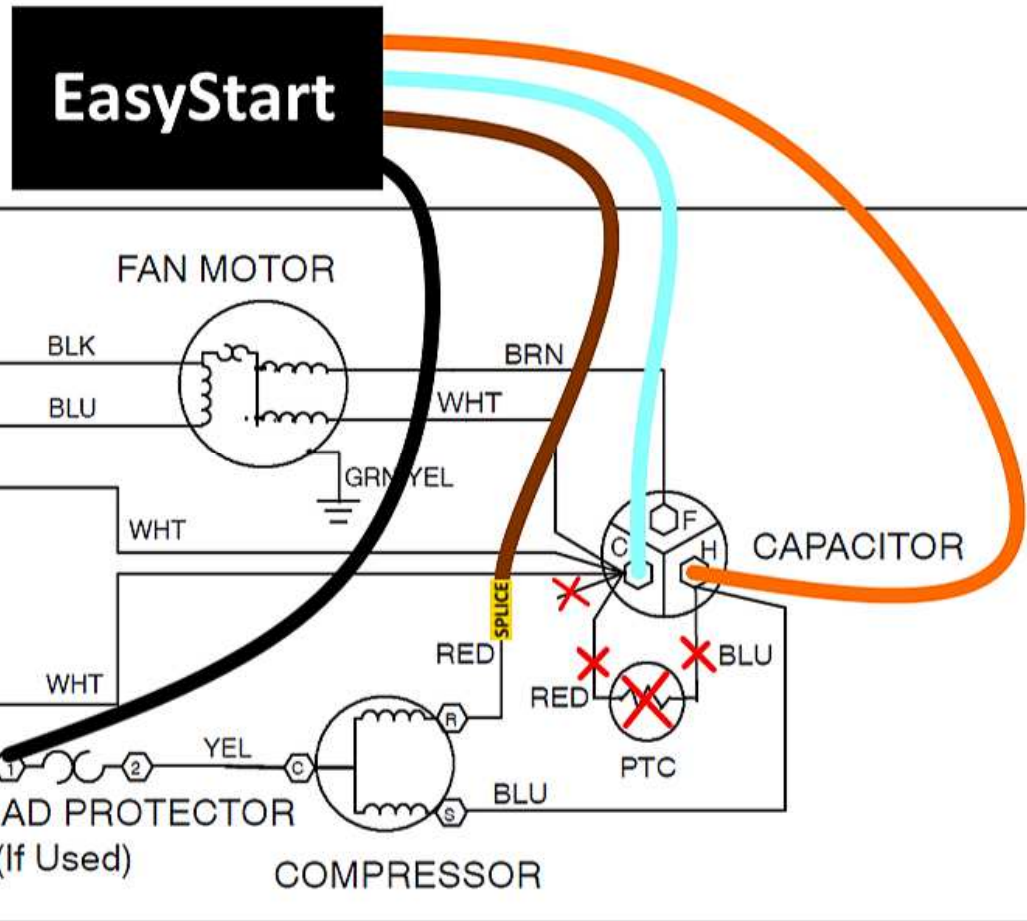 EasyStart
FAN MOTOR
BLK
BRN
BLU
WHT
GRN/YEL
WHT
F
C
H
CAPACITOR
SPLICE
RED
BLU
WHT
RED
R
YEL
PTC
1
2
C
BLU
S
AD PROTECTOR
(If Used)
COMPRESSOR